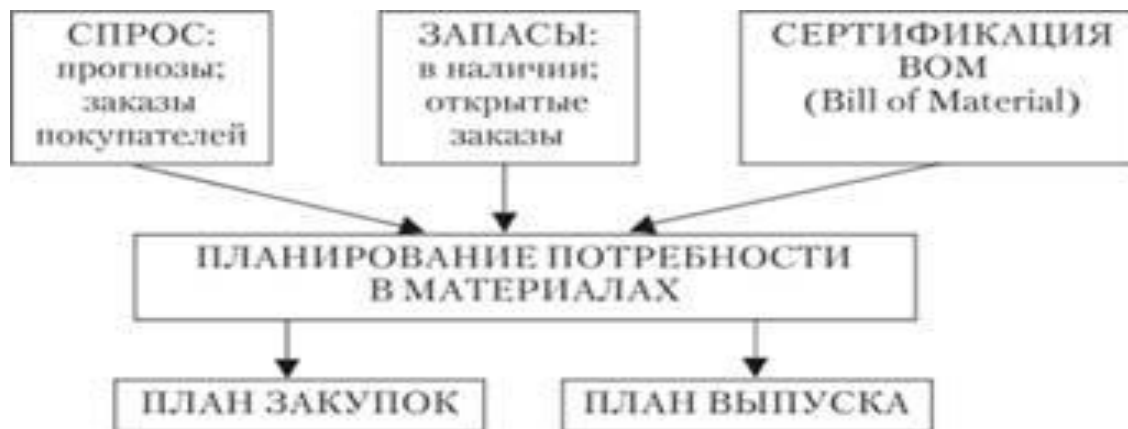 СПРОС:
прогнозы;
заказы
покупателей
ЗАПАСЫ:
в наличии;
открытые
заказы
СЕРТИФИКАЦИЯ
BOM
(Bill of Material)
ПЛАНИРОВАНИЕ ПОТРЕБНОСТИ
В МАТЕРИАЛАХ
ПЛАН ЗАКУПОК
ПЛАН ВЫПУСКА